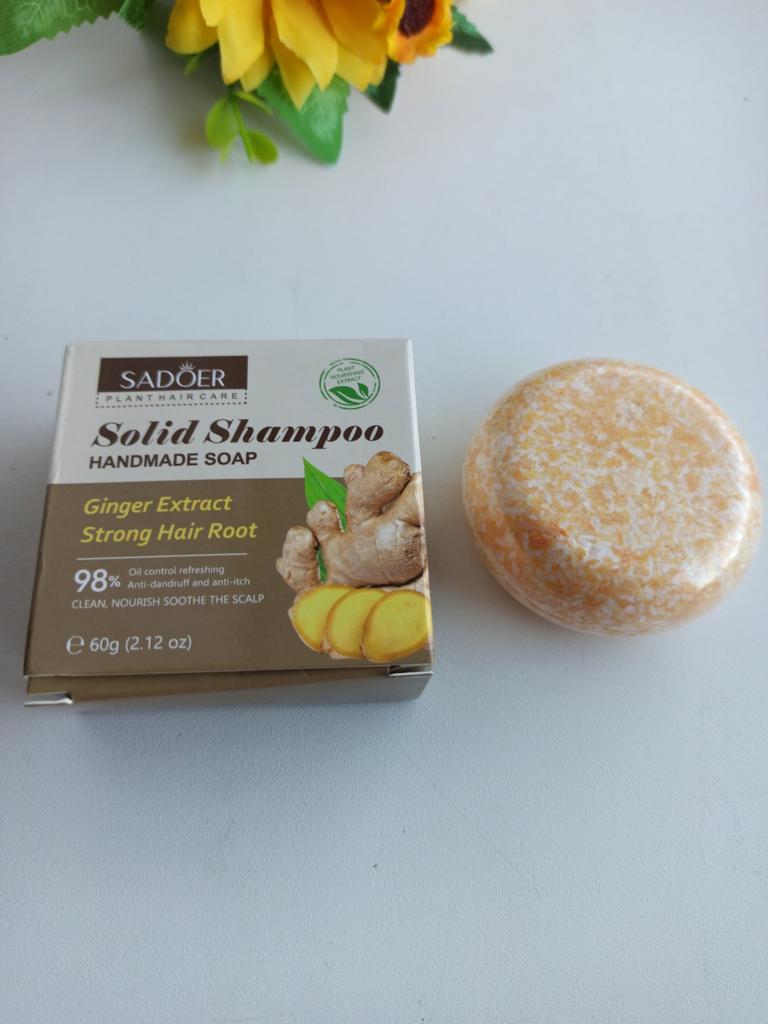 SADOER
PLANT HAIR CARE
PLANT
NOURISHING
EXTRACT
Solid Shampoo
HANDMADE SOAP
Ginger Extract
Strong Hair Root
98% Oil control refreshing
Anti-dandruff and anti-itch
CLEAN, NOURISH SOOTHE THE SCALP
℮ 60g (2.12 oz)